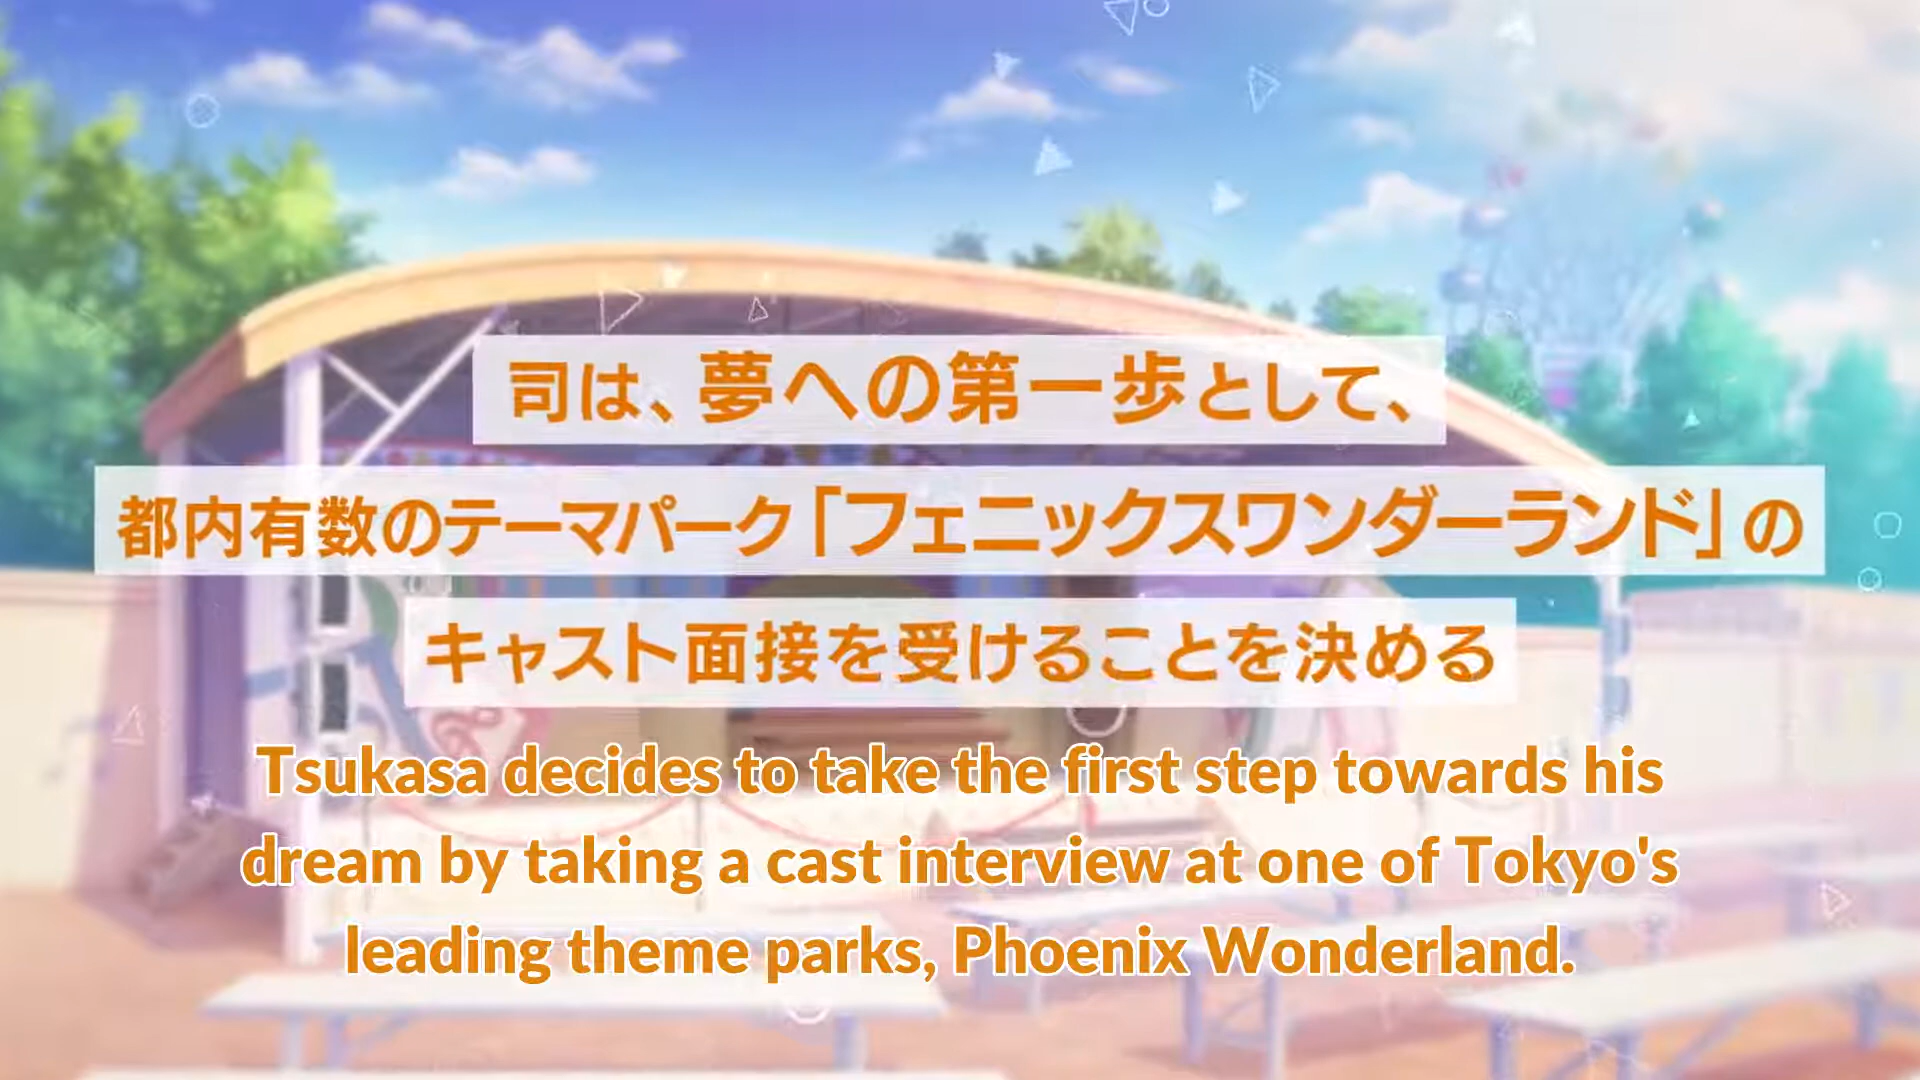 司は、夢への第一歩として、
都内有数のテーマパーク「フェニックスワンダーランド」の
キャスト面接を受けることを決める
Tsukasa decides to take the first step towards his
dream by taking a cast interview at one of Tokyo's
leading theme parks, Phoenix Wonderland.